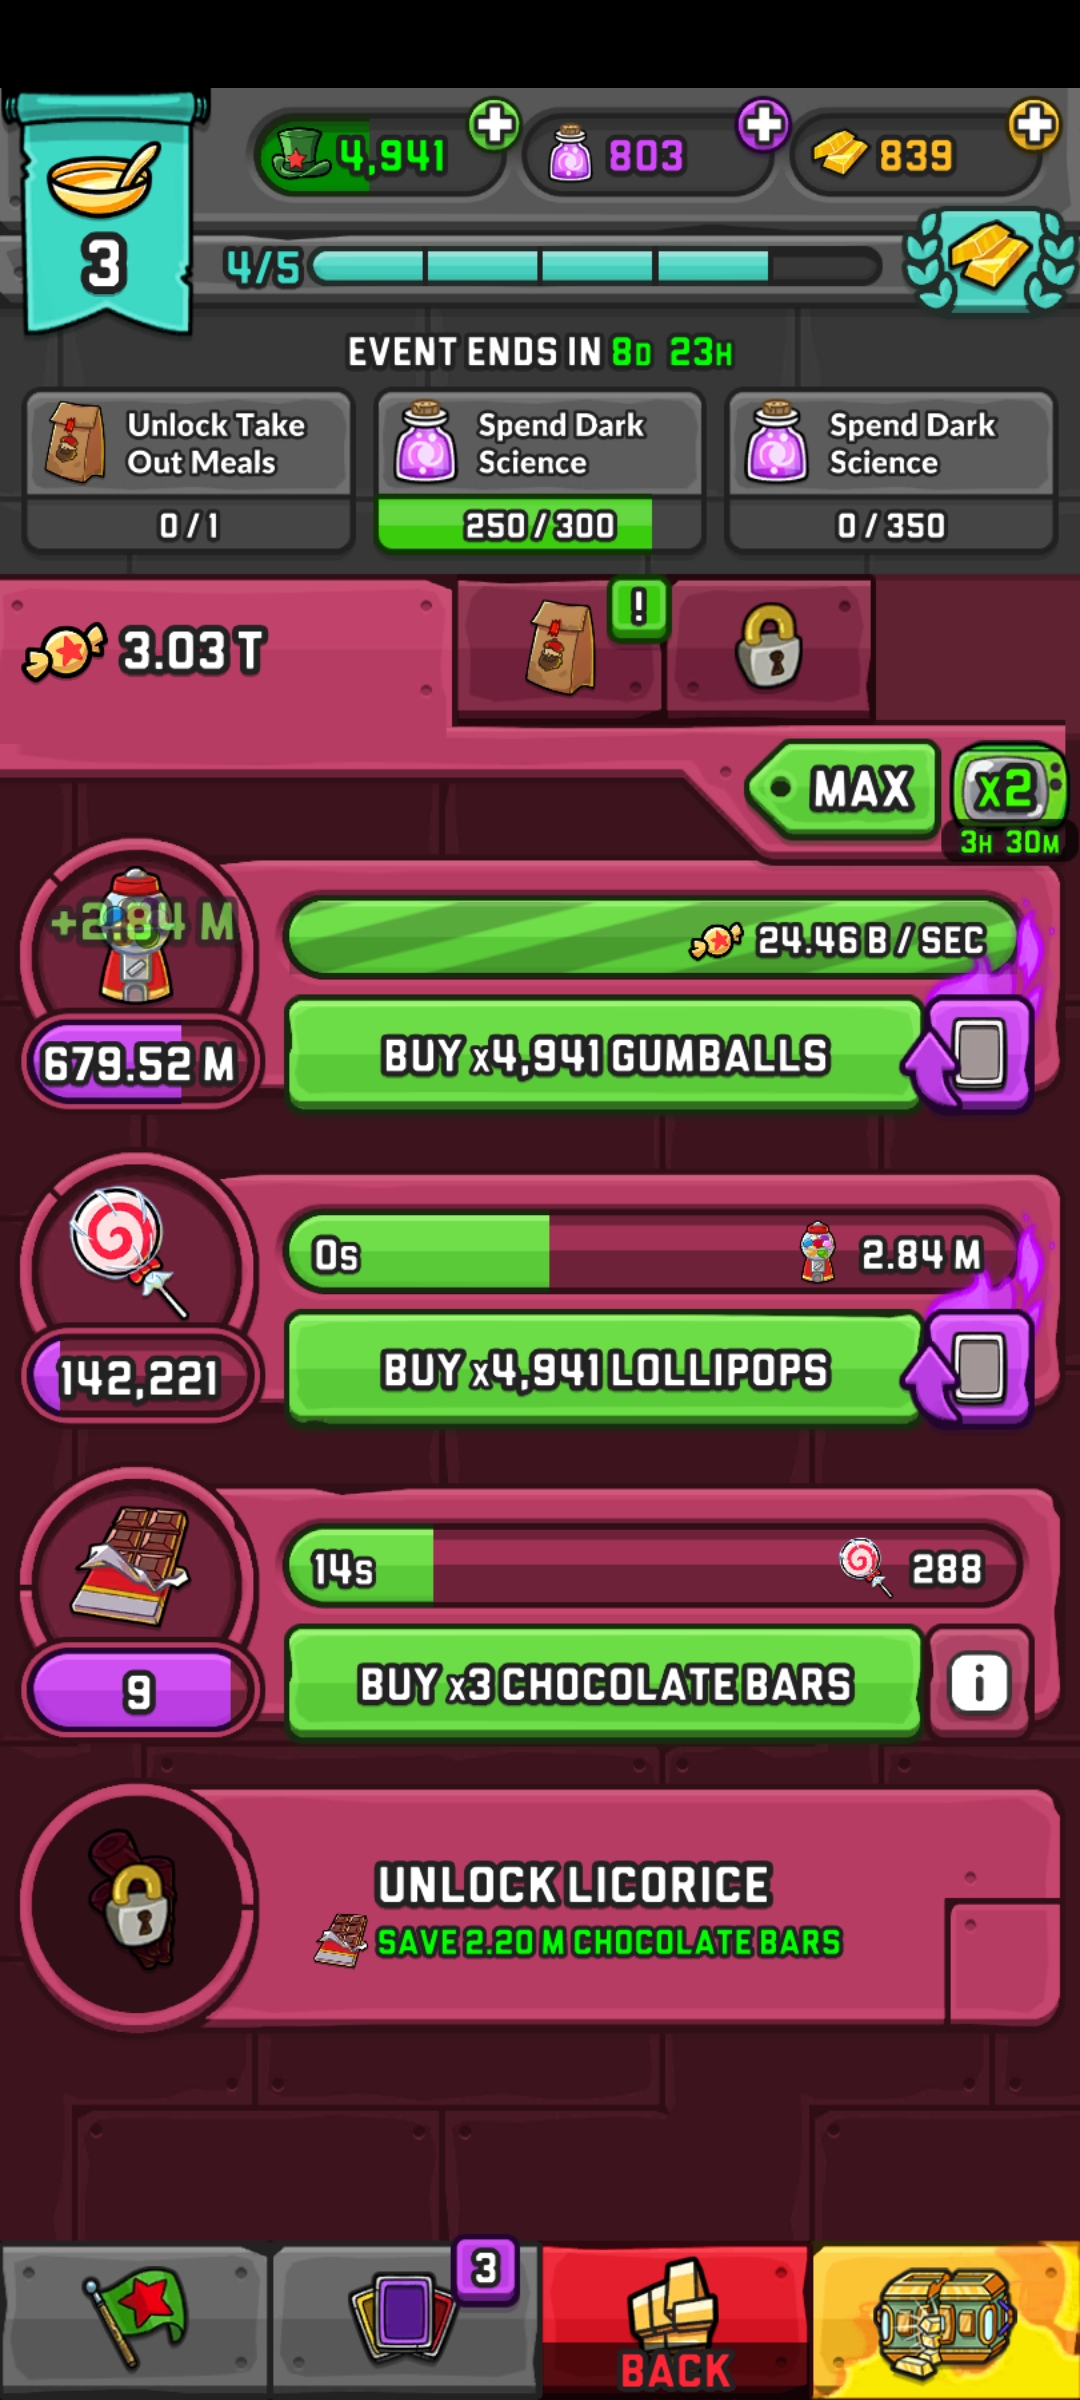 4,941
803
839
3
4/5
EVENT ENDS IN 8D 23H
Unlock Take
Out Meals
0/1
Spend Dark
Science
250/300
Spend Dark
Science
0/350
3.03 T
!
MAX
x2
3H 30M
+2.84 M
24.46 B/SEC
679.52 M
BUY x4,941 GUMBALLS
0s
2.84 M
142,221
BUY x4,941 LOLLIPOPS
14s
288
9
BUY x3 CHOCOLATE BARS
i
UNLOCK LICORICE
SAVE 2.20 M CHOCOLATE BARS
3
BACK